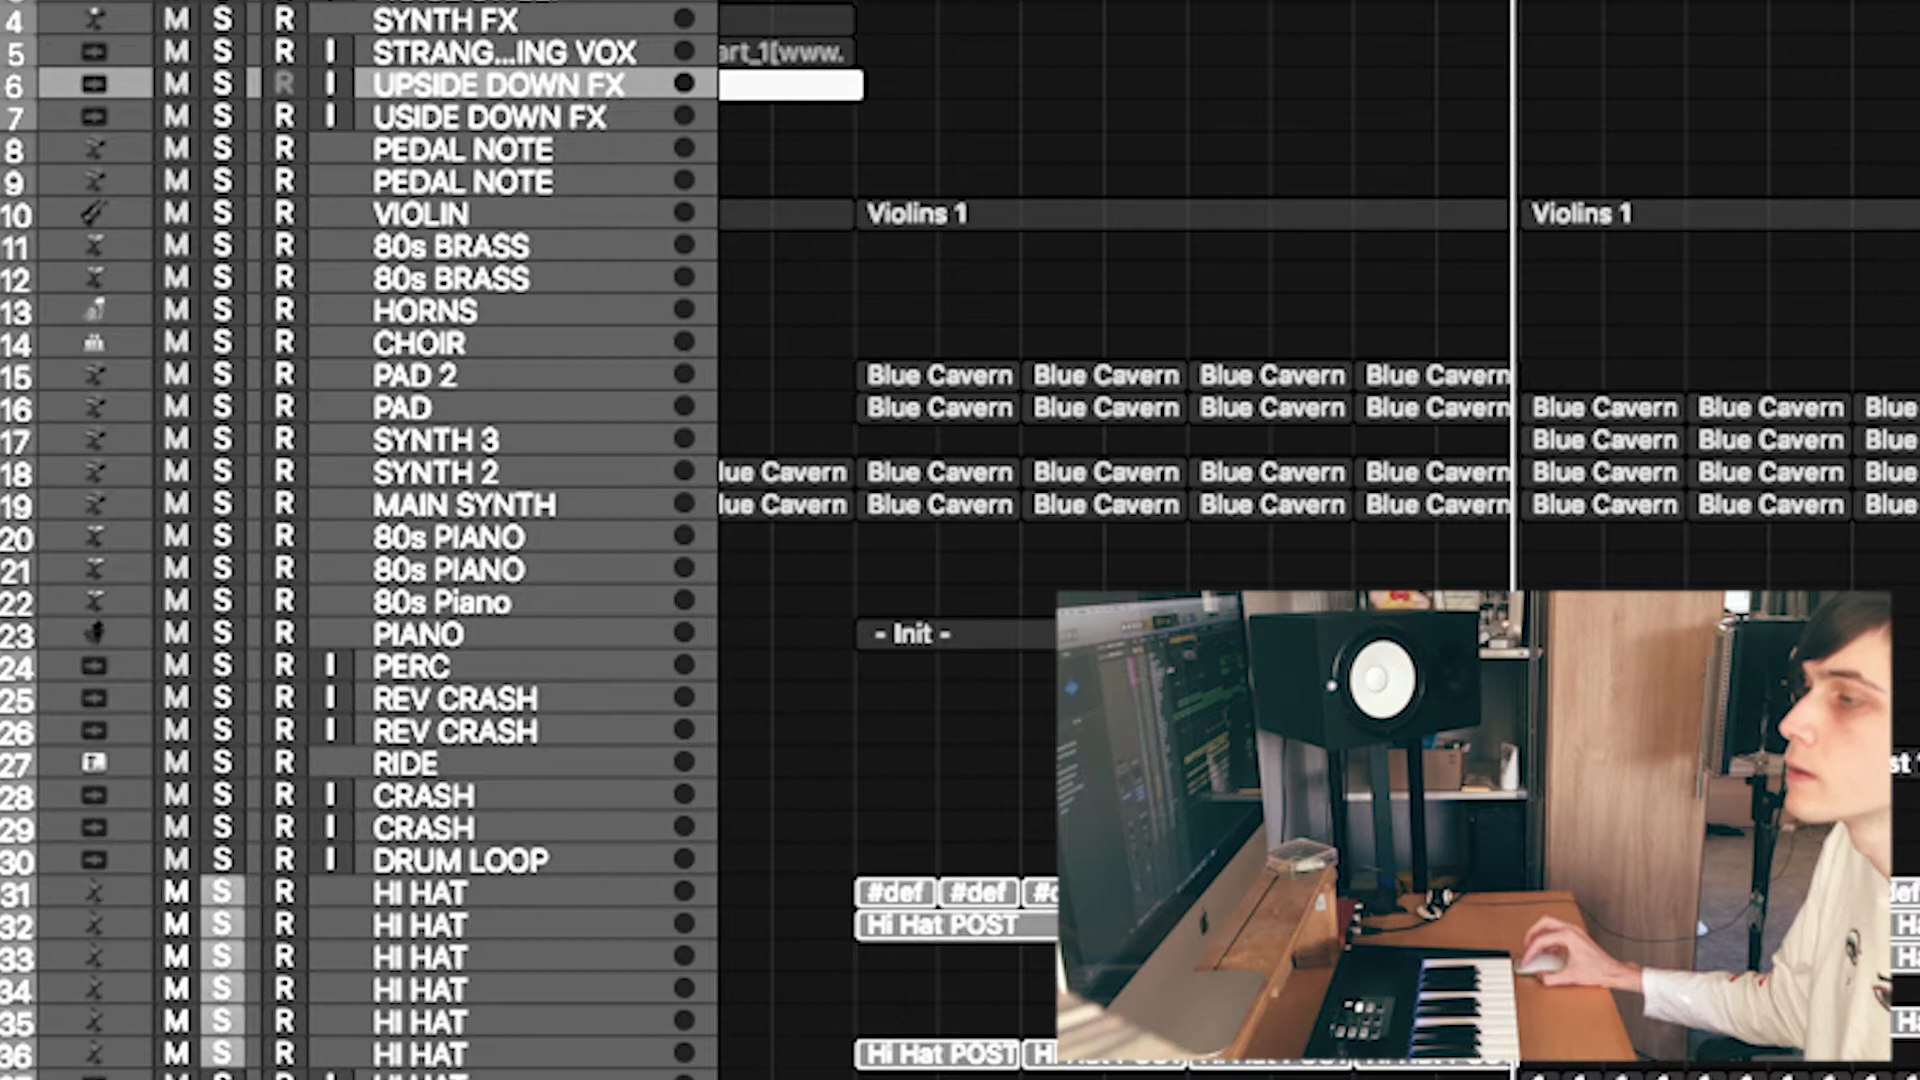 4 M S R SYNTH FX
5 M S R I STRANG...ING VOX art_1[www.
6 M S R I UPSIDE DOWN FX
7 M S R I USIDE DOWN FX
8 M S R PEDAL NOTE
9 M S R PEDAL NOTE
10 M S R VIOLIN Violins 1 Violins 1
11 M S R 80s BRASS
12 M S R 80s BRASS
13 M S R HORNS
14 M S R CHOIR
15 M S R PAD 2 Blue Cavern Blue Cavern Blue Cavern Blue Cavern
16 M S R PAD Blue Cavern Blue Cavern Blue Cavern Blue Cavern Blue Cavern Blue Cavern Blue
17 M S R SYNTH 3 Blue Cavern Blue Cavern Blue
18 M S R SYNTH 2 lue Cavern Blue Cavern Blue Cavern Blue Cavern Blue Cavern Blue Cavern Blue Cavern Blue
19 M S R MAIN SYNTH lue Cavern Blue Cavern Blue Cavern Blue Cavern Blue Cavern Blue Cavern Blue Cavern Blue
20 M S R 80s PIANO
21 M S R 80s PIANO
22 M S R 80s Piano
23 M S R PIANO - Init -
24 M S R I PERC
25 M S R I REV CRASH
26 M S R I REV CRASH
27 M S R RIDE
28 M S R I CRASH
29 M S R I CRASH
30 M S R I DRUM LOOP
31 M S R HI HAT #def #def
32 M S R HI HAT Hi Hat POST
33 M S R HI HAT
34 M S R HI HAT
35 M S R HI HAT
36 M S R HI HAT Hi Hat POST